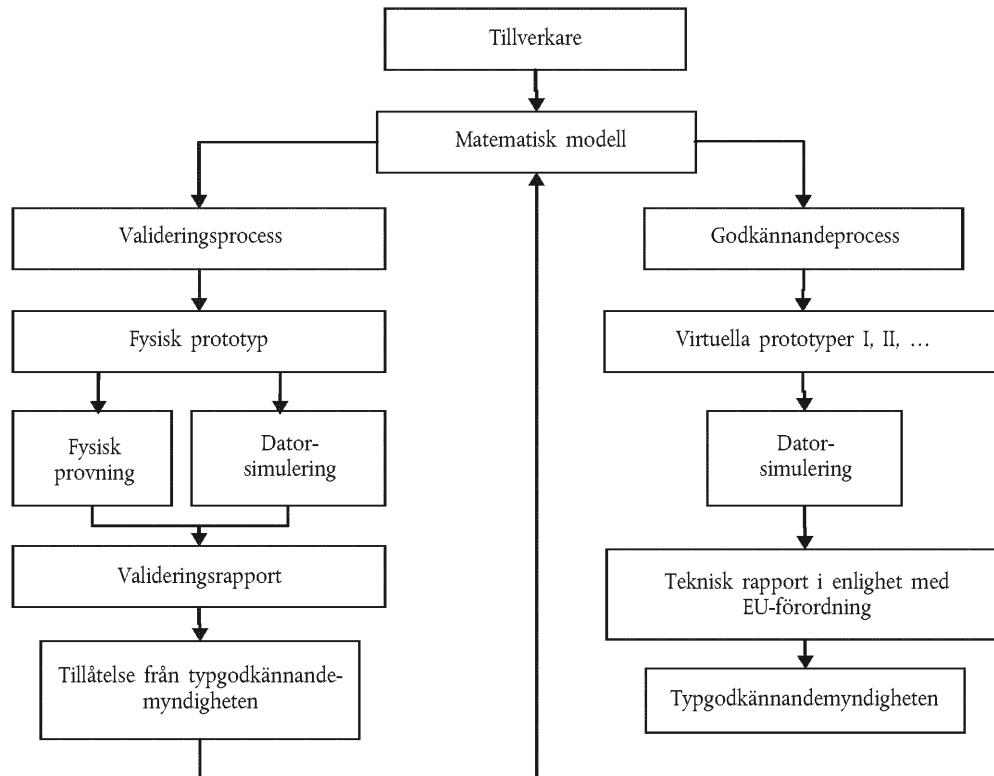 Tillverkare
Matematisk modell
Valideringsprocess
Godkännandeprocess
Fysisk prototyp
Virtuella prototyper I, II, …
Fysisk
provning
Dator-
simulering
Dator-
simulering
Valideringsrapport
Teknisk rapport i enlighet med
EU-förordning
Tillåtelse från typgodkännande-
myndigheten
Typgodkännandemyndigheten